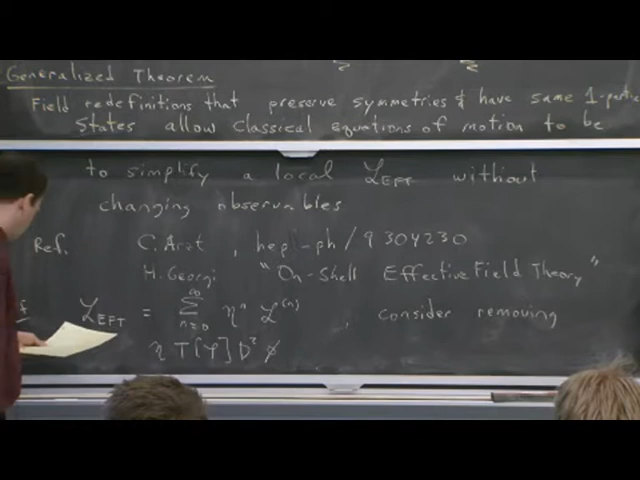 Generalized Theorem
Field redefinitions that preserve symmetries & have same 1-partic
States allow classical equations of motion to be
to simplify a local ℒ_EFT without
changing observables
Ref. C. Arzt, hep-ph/9304230
H. Georgi "On-Shell Effective Field Theory"
ℒ_EFT = ∑_{n=0}^{∞} η^n ℒ^{(n)}, consider removing
η T[φ] D² φ